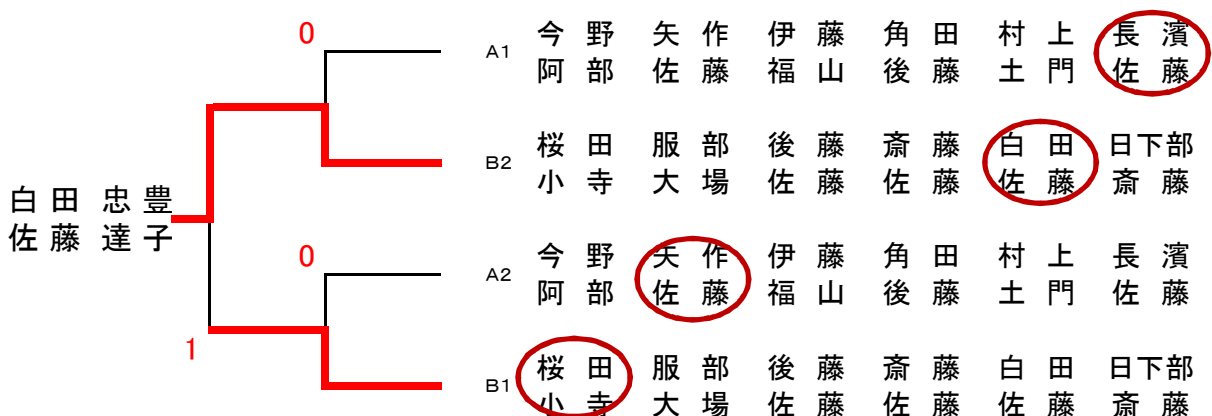 0
A1 今野 矢作 伊藤 角田 村上 長濱
阿部 佐藤 福山 後藤 土門 佐藤
B2 桜田 服部 後藤 斎藤 白田 日下部
小寺 大場 佐藤 佐藤 佐藤 斎藤
白田 忠豊
佐藤 達子
0
A2 今野 矢作 伊藤 角田 村上 長濱
阿部 佐藤 福山 後藤 土門 佐藤
1
B1 桜田 服部 後藤 斎藤 白田 日下部
小寺 大場 佐藤 佐藤 佐藤 斎藤